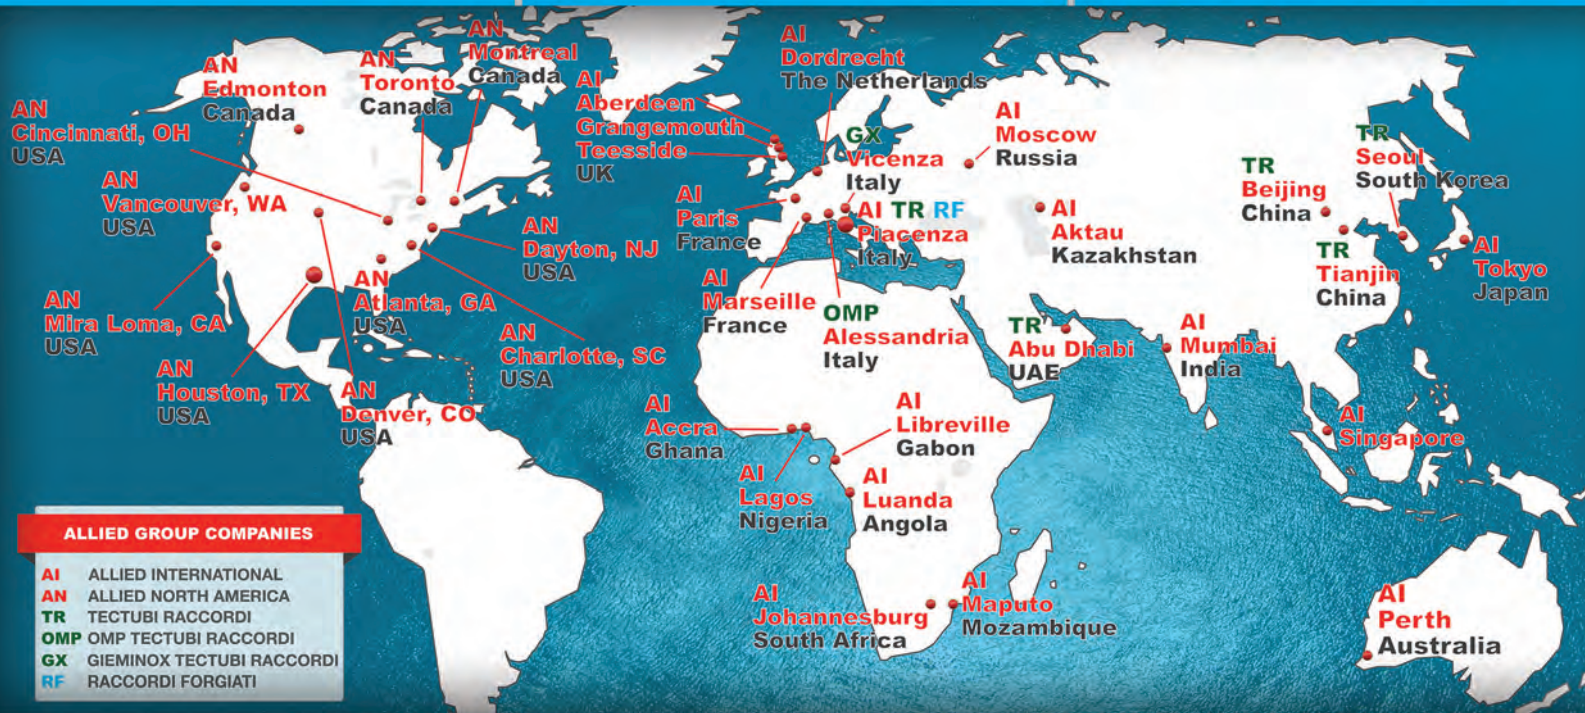 AN
Edmonton
Canada
AN
Toronto
Canada
AN
Montreal
Canada
AN
Cincinnati, OH
USA
AN
Vancouver, WA
USA
AN
Dayton, NJ
USA
AN
Mira Loma, CA
USA
AN
Atlanta, GA
USA
AN
Charlotte, SC
USA
AN
Houston, TX
USA
AN
Denver, CO
USA
AI
Aberdeen
Grangemouth
Teesside
UK
AI
Dordrecht
The Netherlands
GX
Vicenza
Italy
AI
Moscow
Russia
AI
Paris
France
AI TR RF
Piacenza
Italy
AI
Aktau
Kazakhstan
TR
Beijing
China
TR
Seoul
South Korea
TR
Tianjin
China
AI
Tokyo
Japan
AI
Marseille
France
OMP
Alessandria
Italy
TR
Abu Dhabi
UAE
AI
Mumbai
India
AI
Singapore
AI
Accra
Ghana
AI
Libreville
Gabon
AI
Lagos
Nigeria
AI
Luanda
Angola
AI
Johannesburg
South Africa
AI
Maputo
Mozambique
AI
Perth
Australia
ALLIED GROUP COMPANIES
AI ALLIED INTERNATIONAL
AN ALLIED NORTH AMERICA
TR TECTUBI RACCORDI
OMP OMP TECTUBI RACCORDI
GX GIEMINOX TECTUBI RACCORDI
RF RACCORDI FORGIATI